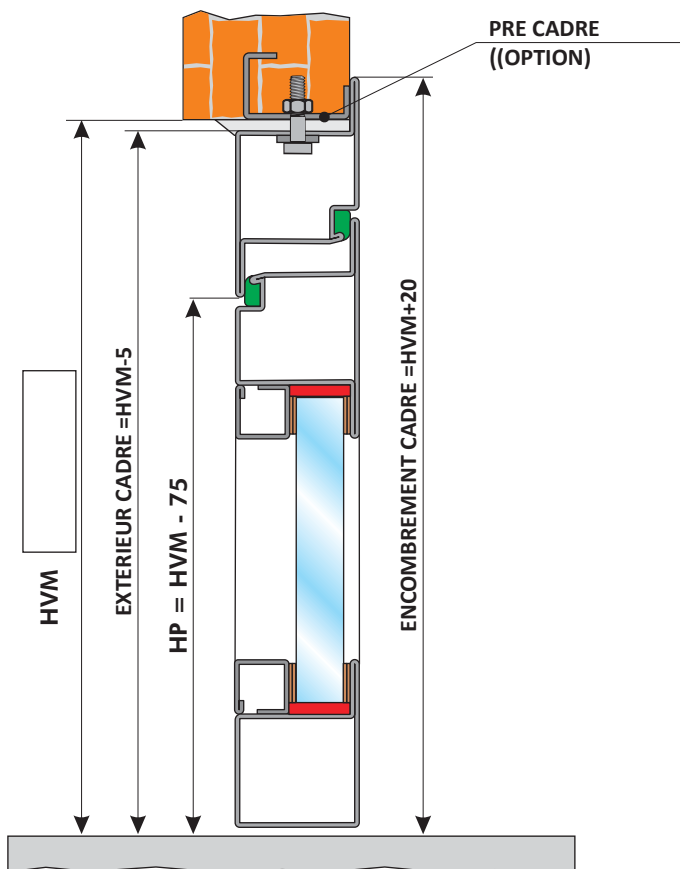 PRE CADRE
((OPTION)
HVM
EXTERIEUR CADRE =HVM-5
HP = HVM - 75
ENCOMBREMENT CADRE =HVM+20